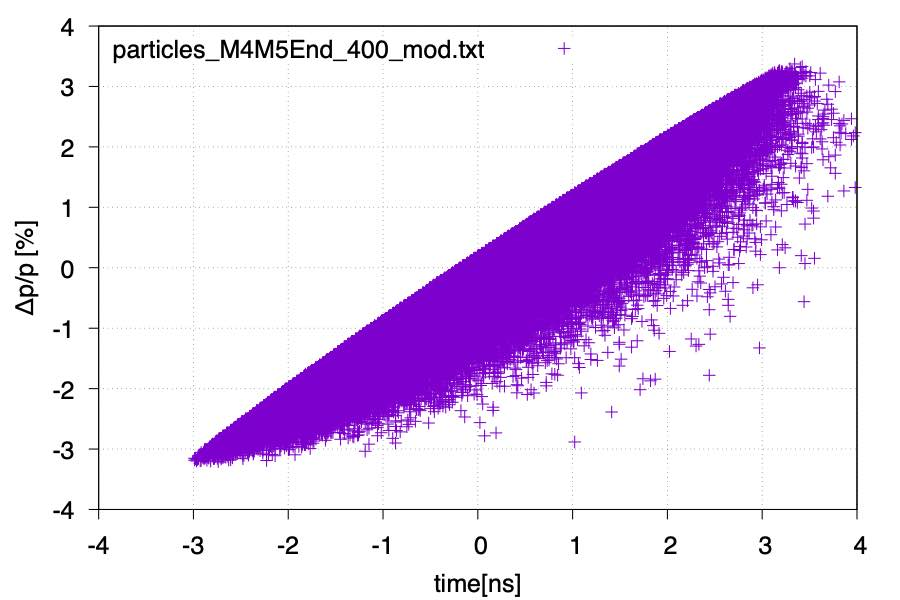 4
particles_M4M5End_400_mod.txt
3
2
1
0
-1
-2
-3
-4
Δp/p [%]
-4 -3 -2 -1 0 1 2 3 4
time[ns]